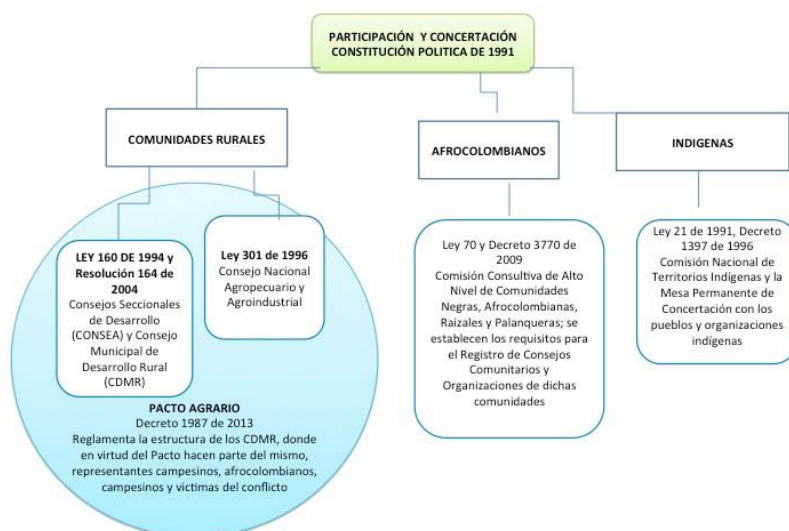 PARTICIPACIÓN Y CONCERTACIÓN
CONSTITUCIÓN POLITICA DE 1991
COMUNIDADES RURALES
AFROCOLOMBIANOS
INDIGENAS
LEY 160 DE 1994 y
Resolución 164 de
2004
Consejos Seccionales
de Desarrollo
(CONSEA) y Consejo
Municipal de
Desarrollo Rural
(CDMR)
Ley 301 de 1996
Consejo Nacional
Agropecuario y
Agroindustrial
PACTO AGRARIO
Decreto 1987 de 2013
Reglamenta la estructura de los CDMR, donde
en virtud del Pacto hacen parte del mismo,
representantes campesinos, afrocolombianos,
campesinos y victimas del conflicto
Ley 70 y Decreto 3770 de
2009
Comisión Consultiva de Alto
Nivel de Comunidades
Negras, Afrocolombianas,
Raizales y Palanqueras; se
establecen los requisitos para
el Registro de Consejos
Comunitarios y
Organizaciones de dichas
comunidades
Ley 21 de 1991, Decreto
1397 de 1996
Comisión Nacional de
Territorios Indígenas y la
Mesa Permanente de
Concertación con los
pueblos y organizaciones
indígenas